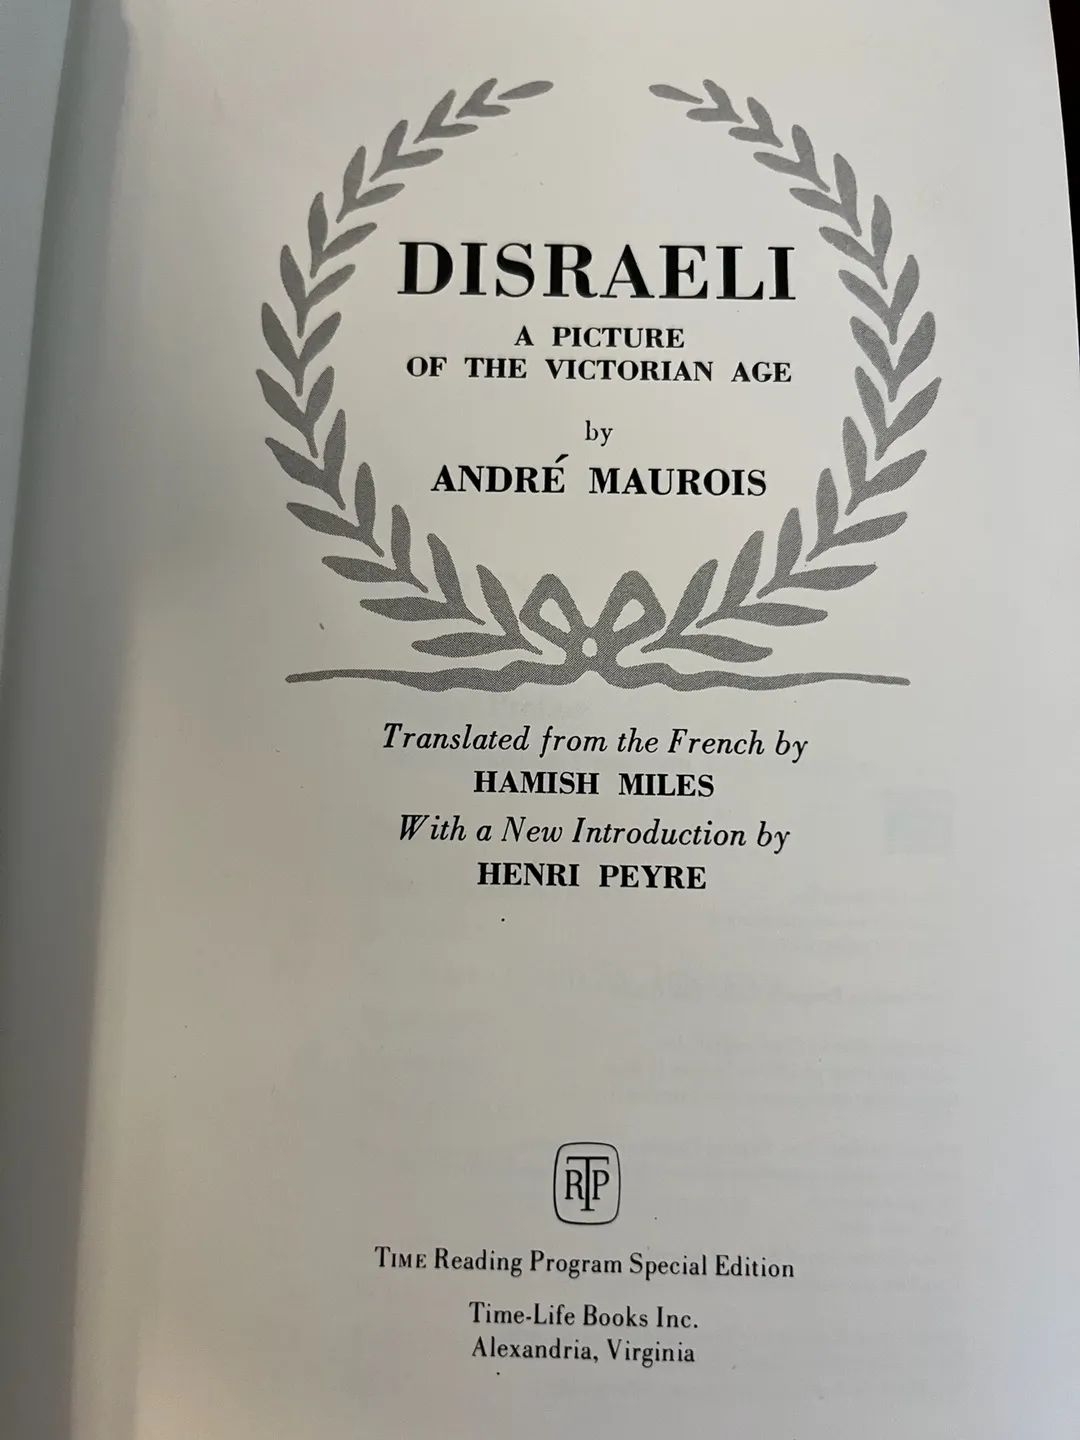 DISRAELI
A PICTURE
OF THE VICTORIAN AGE
by
ANDRÉ MAUROIS
Translated from the French by
HAMISH MILES
With a New Introduction by
HENRI PEYRE
RTP
TIME Reading Program Special Edition
Time-Life Books Inc.
Alexandria, Virginia